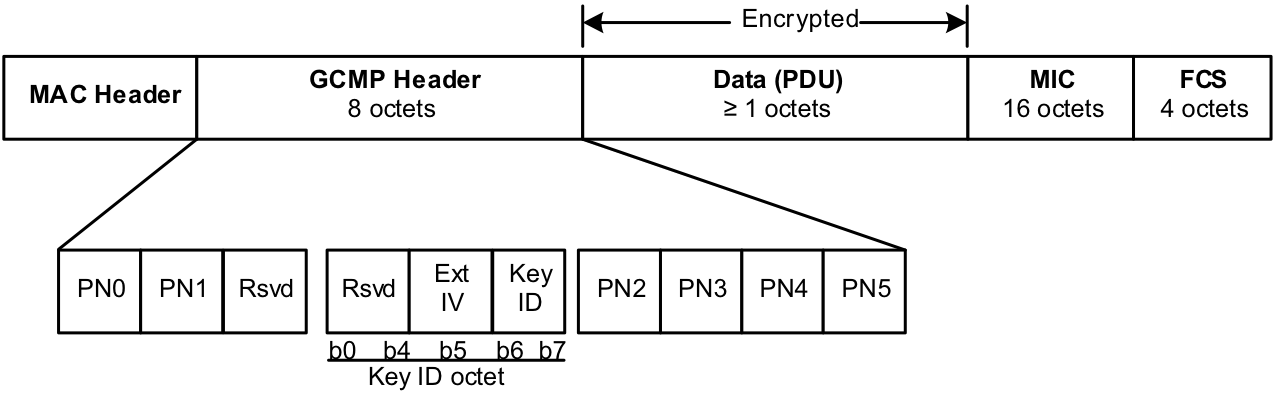 Encrypted
MAC Header
GCMP Header
8 octets
Data (PDU)
≥ 1 octets
MIC
16 octets
FCS
4 octets
PN0
PN1
Rsvd
Rsvd
Ext
IV
Key
ID
PN2
PN3
PN4
PN5
b0 b4 b5 b6 b7
Key ID octet